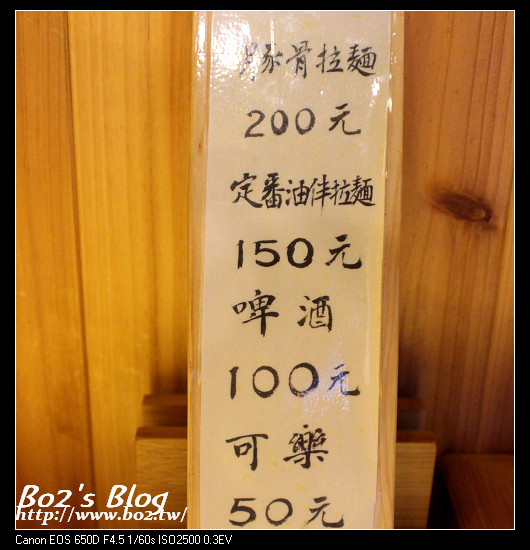 豚骨拉麵
200元
定番油伴拉麵
150元
啤酒
100元
可樂
50元
Bo2's Blog
http://www.bo2.tw/
Canon EOS 650D F4.5 1/60s ISO2500 0.3EV